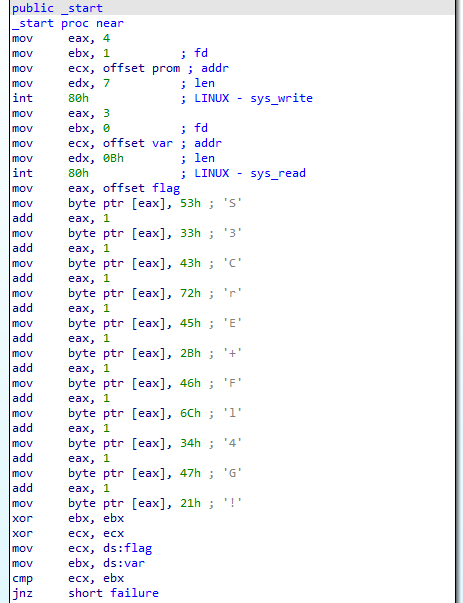 public _start
_start proc near
mov eax, 4
mov ebx, 1 ; fd
mov ecx, offset prom ; addr
mov edx, 7 ; len
int 80h ; LINUX - sys_write
mov eax, 3
mov ebx, 0 ; fd
mov ecx, offset var ; addr
mov edx, 0Bh ; len
int 80h ; LINUX - sys_read
mov eax, offset flag
mov byte ptr [eax], 53h ; 'S'
add eax, 1
mov byte ptr [eax], 33h ; '3'
add eax, 1
mov byte ptr [eax], 43h ; 'C'
add eax, 1
mov byte ptr [eax], 72h ; 'r'
add eax, 1
mov byte ptr [eax], 45h ; 'E'
add eax, 1
mov byte ptr [eax], 2Bh ; '+'
add eax, 1
mov byte ptr [eax], 46h ; 'F'
add eax, 1
mov byte ptr [eax], 6Ch ; 'l'
add eax, 1
mov byte ptr [eax], 34h ; '4'
add eax, 1
mov byte ptr [eax], 47h ; 'G'
add eax, 1
mov byte ptr [eax], 21h ; '!'
xor ebx, ebx
xor ecx, ecx
mov ecx, ds:flag
mov ebx, ds:var
cmp ecx, ebx
jnz short failure